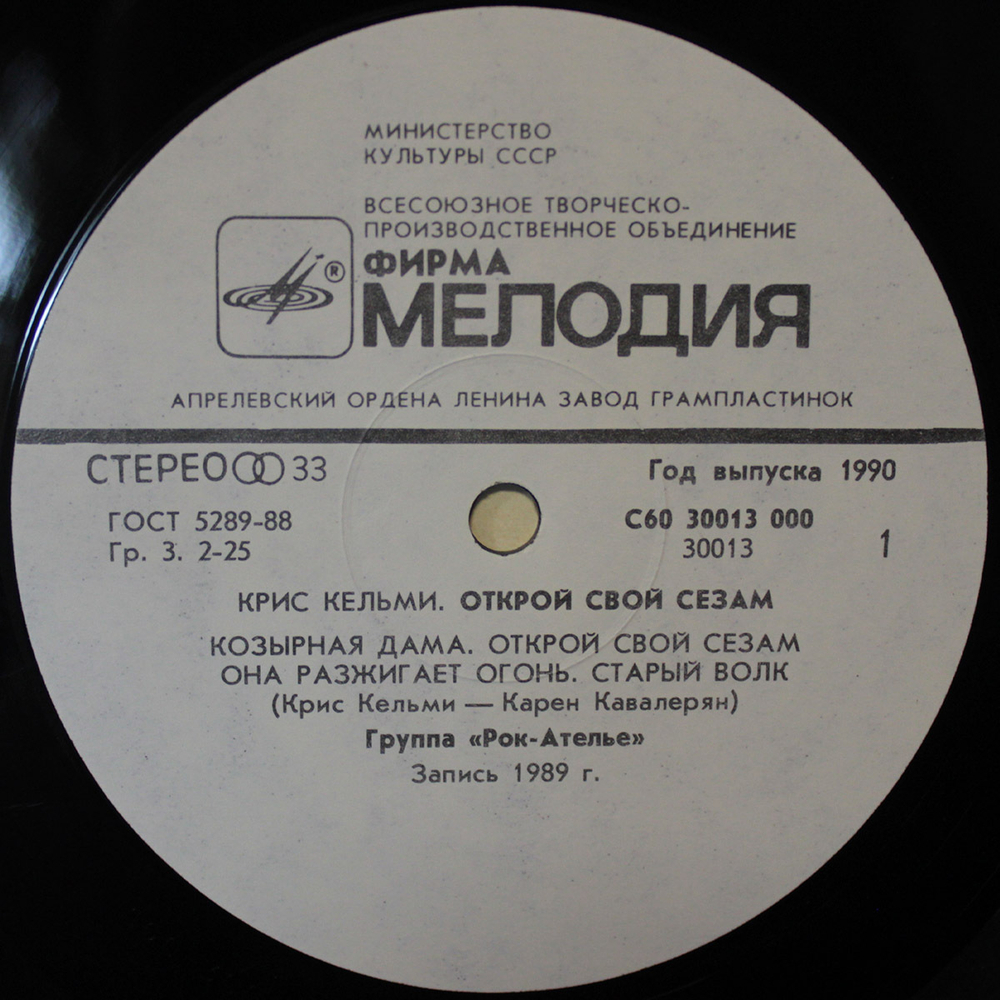 МИНИСТЕРСТВО
КУЛЬТУРЫ СССР
ВСЕСОЮЗНОЕ ТВОРЧЕСКО-
ПРОИЗВОДСТВЕННОЕ ОБЪЕДИНЕНИЕ
ФИРМА
®
МЕЛОДИЯ
АПРЕЛЕВСКИЙ ОРДЕНА ЛЕНИНА ЗАВОД ГРАМПЛАСТИНОК
СТЕРЕО 33
Год выпуска 1990
ГОСТ 5289-88
С60 30013 000
Гр. 3. 2-25
30013
1
КРИС КЕЛЬМИ. ОТКРОЙ СВОЙ СЕЗАМ
КОЗЫРНАЯ ДАМА. ОТКРОЙ СВОЙ СЕЗАМ
ОНА РАЗЖИГАЕТ ОГОНЬ. СТАРЫЙ ВОЛК
(Крис Кельми — Карен Кавалерян)
Группа «Рок-Ателье»
Запись 1989 г.